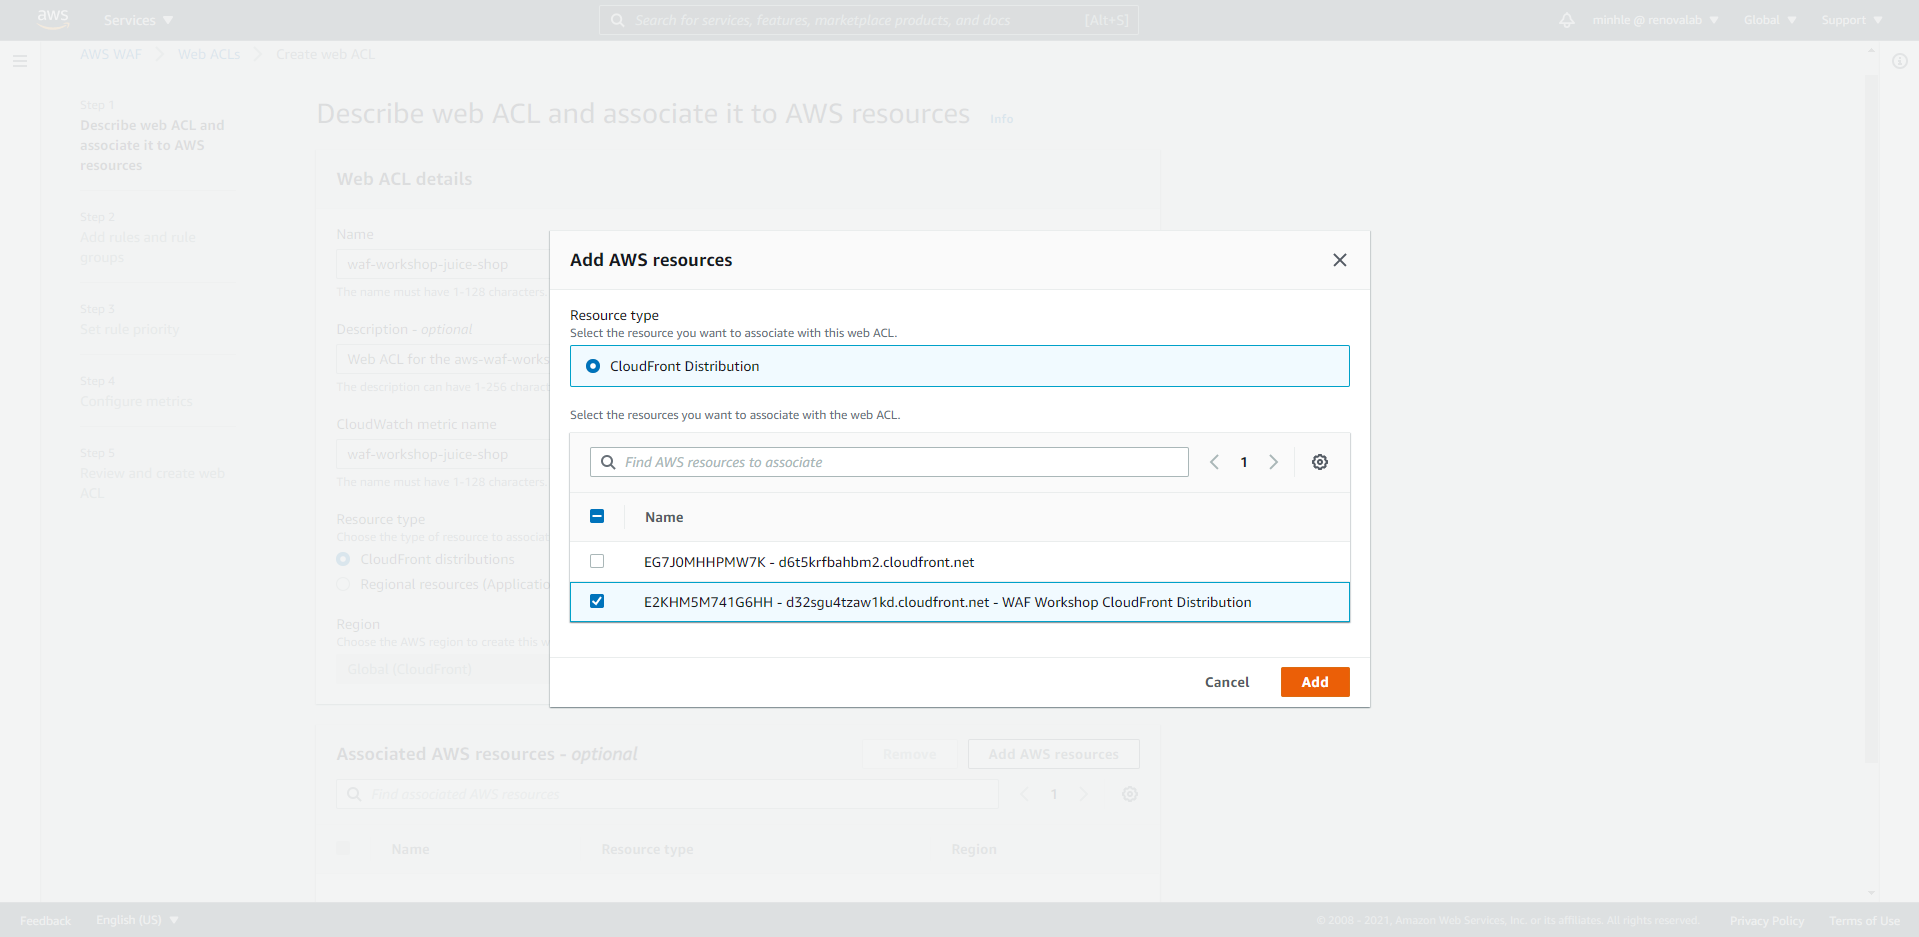 aws
Services
Search for services, features, marketplace products, and docs
[Alt+S]
minhle @ renovalab
Global
Support
AWS WAF
Web ACLs
Create web ACL
Step 1
Describe web ACL and
associate it to AWS
resources
Step 2
Add rules and rule
groups
Step 3
Set rule priority
Step 4
Configure metrics
Step 5
Review and create web
ACL
Describe web ACL and associate it to AWS resources
Info
Web ACL details
Name
waf-workshop-juice-shop
The name must have 1-128 characters.
Description - optional
Web ACL for the aws-waf-works
The description can have 1-256 charact
CloudWatch metric name
waf-workshop-juice-shop
The name must have 1-128 characters.
Resource type
Choose the type of resource to associat
CloudFront distributions
Regional resources (Applicatio
Region
Choose the AWS region to create this w
Global (CloudFront)
Add AWS resources
Resource type
Select the resource you want to associate with this web ACL.
CloudFront Distribution
Select the resources you want to associate with the web ACL.
Find AWS resources to associate
1
Name
EG7J0MHHPMW7K - d6t5krfbahbm2.cloudfront.net
E2KHM5M741G6HH - d32sgu4tzaw1kd.cloudfront.net - WAF Workshop CloudFront Distribution
Cancel
Add
Associated AWS resources - optional
Remove
Add AWS resources
Find associated AWS resources
1
Name
Resource type
Region
Feedback
English (US)
© 2008 - 2021, Amazon Web Services, Inc. or its affiliates. All rights reserved.
Privacy Policy
Terms of Use